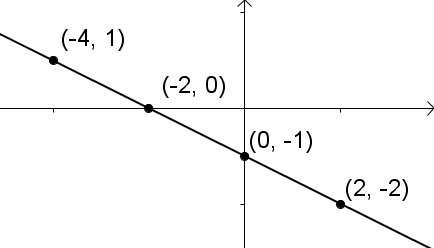 (-4, 1)
(-2, 0)
(0, -1)
(2, -2)